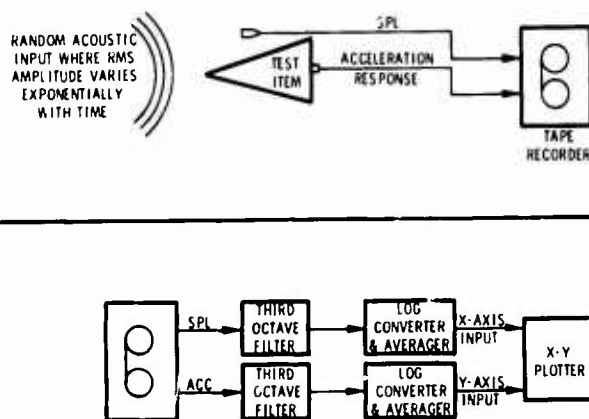 RANDOM ACOUSTIC
INPUT WHERE RMS
AMPLITUDE VARIES
EXPONENTIALLY
WITH TIME
SPL
TEST
ITEM
ACCELERATION
RESPONSE
TAPE
RECORDER
SPL
THIRD
OCTAVE
FILTER
LOG
CONVERTER
& AVERAGER
X-AXIS
INPUT
X-Y
PLOTTER
ACC
THIRD
OCTAVE
FILTER
LOG
CONVERTER
& AVERAGER
Y-AXIS
INPUT